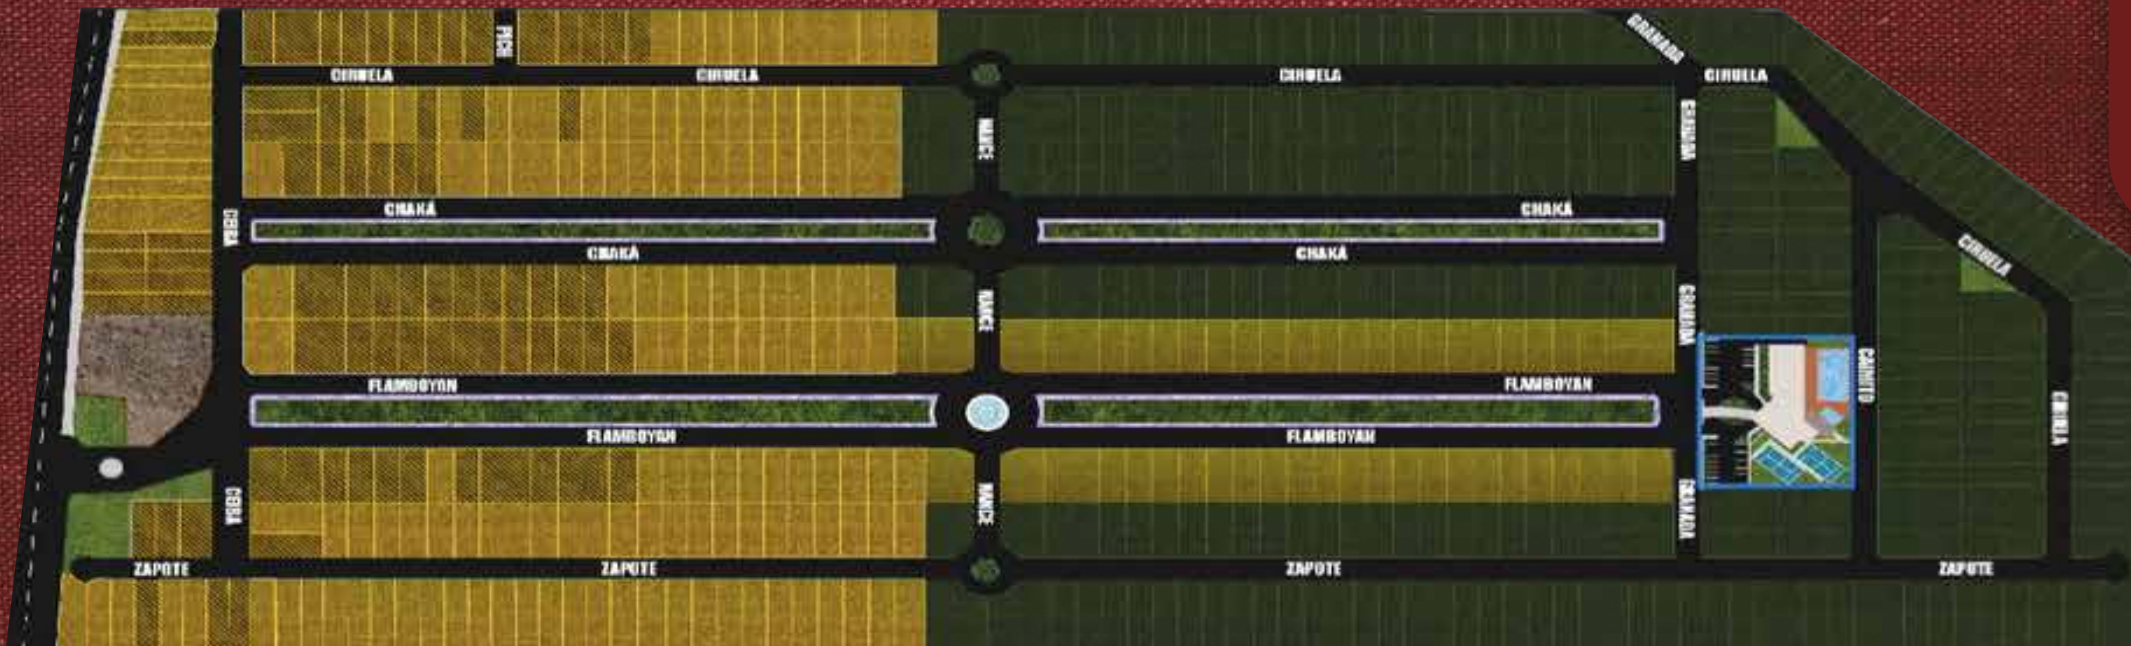 PICH
GRANADA
CIRUELA
CIRUELA
CIRUELA
CIRUELA
NANCE
GRANADA
CHAKÁ
CHAKÁ
CEIBA
CHAKÁ
CHAKÁ
CIRUELA
NANCE
GRANADA
FLAMBOYAN
FLAMBOYAN
CAIMITO
CIRUELA
FLAMBOYAN
FLAMBOYAN
CEIBA
NANCE
GRANADA
ZAPOTE
ZAPOTE
ZAPOTE
ZAPOTE